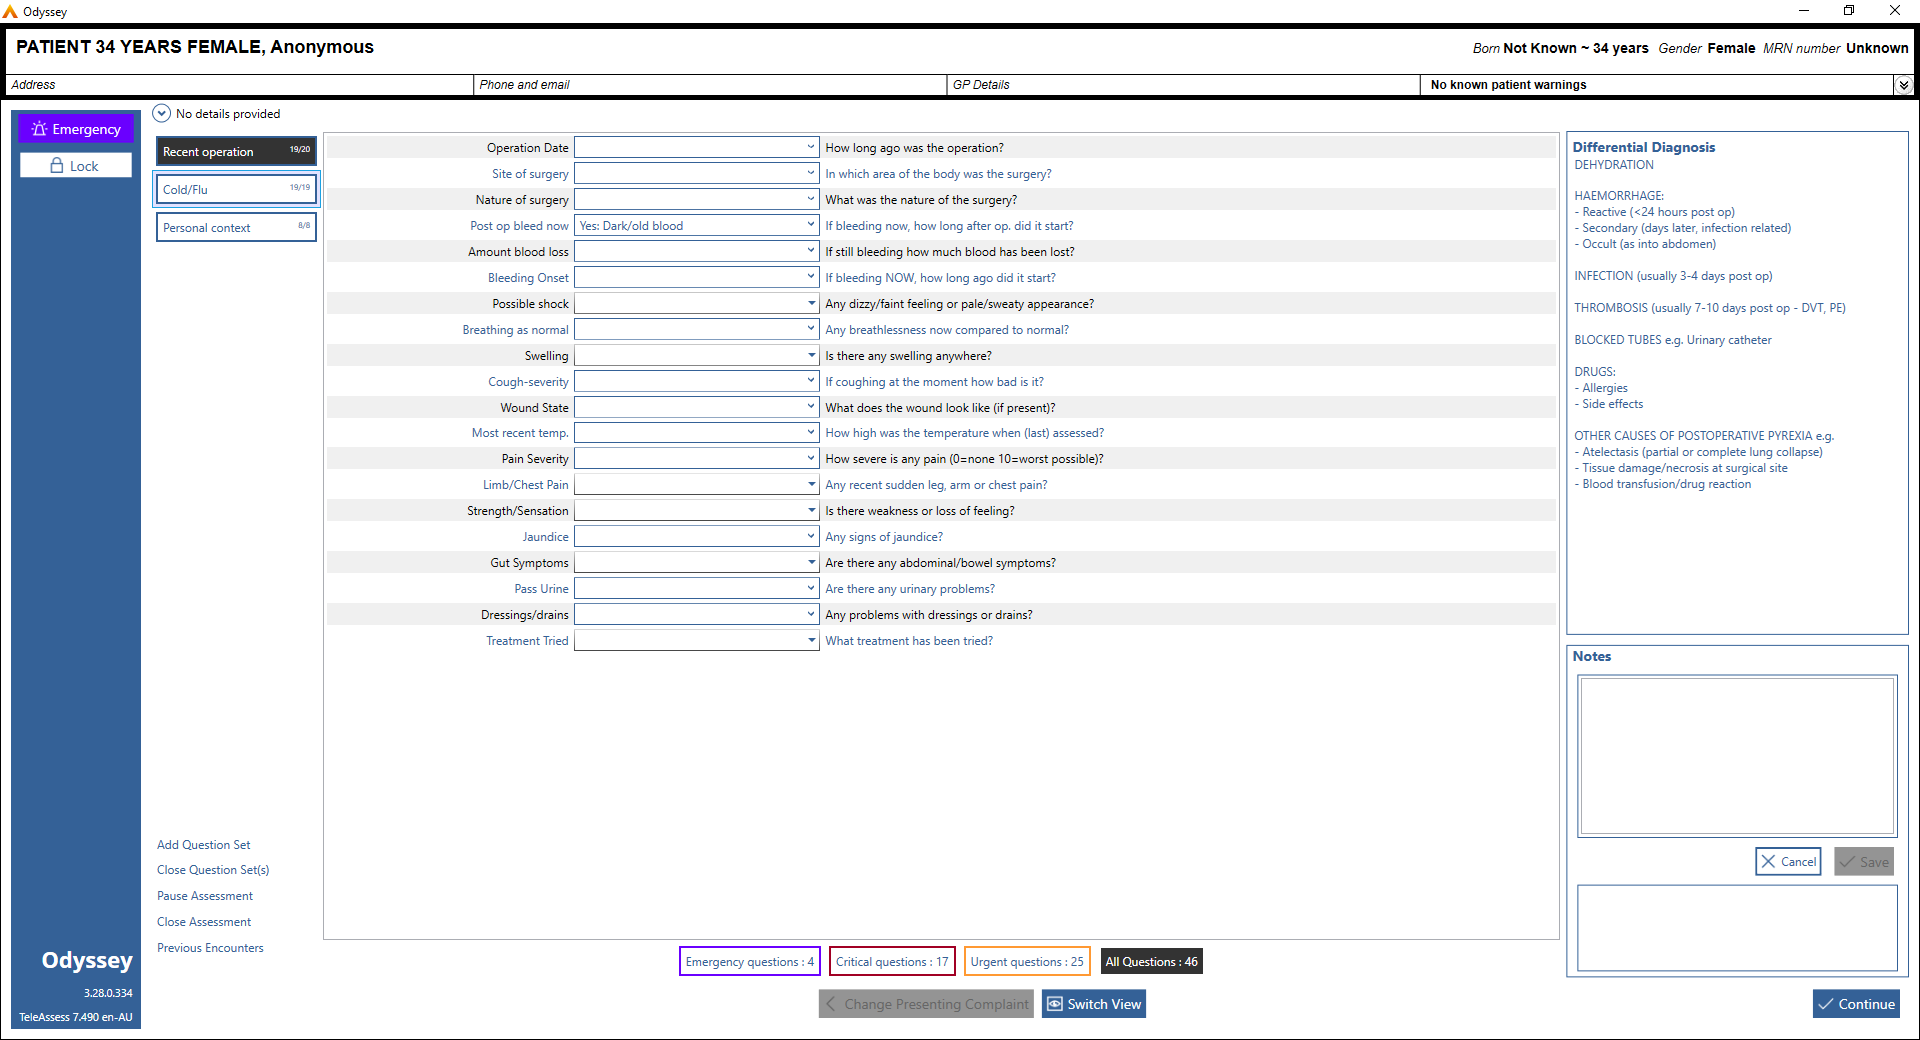 Odyssey
PATIENT 34 YEARS FEMALE, Anonymous
Born Not Known ~ 34 years Gender Female MRN number Unknown
Address
Phone and email
GP Details
No known patient warnings
Emergency
Lock
No details provided
Recent operation 19/20
Cold/Flu 19/19
Personal context 8/8
Operation Date How long ago was the operation?
Site of surgery In which area of the body was the surgery?
Nature of surgery What was the nature of the surgery?
Post op bleed now Yes: Dark/old blood If bleeding now, how long after op. did it start?
Amount blood loss If still bleeding how much blood has been lost?
Bleeding Onset If bleeding NOW, how long ago did it start?
Possible shock Any dizzy/faint feeling or pale/sweaty appearance?
Breathing as normal Any breathlessness now compared to normal?
Swelling Is there any swelling anywhere?
Cough-severity If coughing at the moment how bad is it?
Wound State What does the wound look like (if present)?
Most recent temp. How high was the temperature when (last) assessed?
Pain Severity How severe is any pain (0=none 10=worst possible)?
Limb/Chest Pain Any recent sudden leg, arm or chest pain?
Strength/Sensation Is there weakness or loss of feeling?
Jaundice Any signs of jaundice?
Gut Symptoms Are there any abdominal/bowel symptoms?
Pass Urine Are there any urinary problems?
Dressings/drains Any problems with dressings or drains?
Treatment Tried What treatment has been tried?
Differential Diagnosis
DEHYDRATION
HAEMORRHAGE:
- Reactive (<24 hours post op)
- Secondary (days later, infection related)
- Occult (as into abdomen)
INFECTION (usually 3-4 days post op)
THROMBOSIS (usually 7-10 days post op - DVT, PE)
BLOCKED TUBES e.g. Urinary catheter
DRUGS:
- Allergies
- Side effects
OTHER CAUSES OF POSTOPERATIVE PYREXIA e.g.
- Atelectasis (partial or complete lung collapse)
- Tissue damage/necrosis at surgical site
- Blood transfusion/drug reaction
Notes
Cancel
Save
Add Question Set
Close Question Set(s)
Pause Assessment
Close Assessment
Previous Encounters
Odyssey
3.28.0.334
TeleAssess 7.490 en-AU
Emergency questions : 4
Critical questions : 17
Urgent questions : 25
All Questions : 46
Change Presenting Complaint
Switch View
Continue